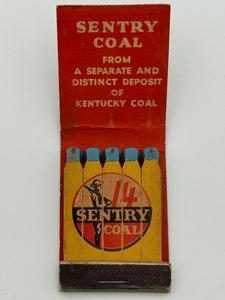 SENTRY
COAL
FROM
A SEPARATE AND
DISTINCT DEPOSIT
OF
KENTUCKY COAL
14
SENTRY
COAL